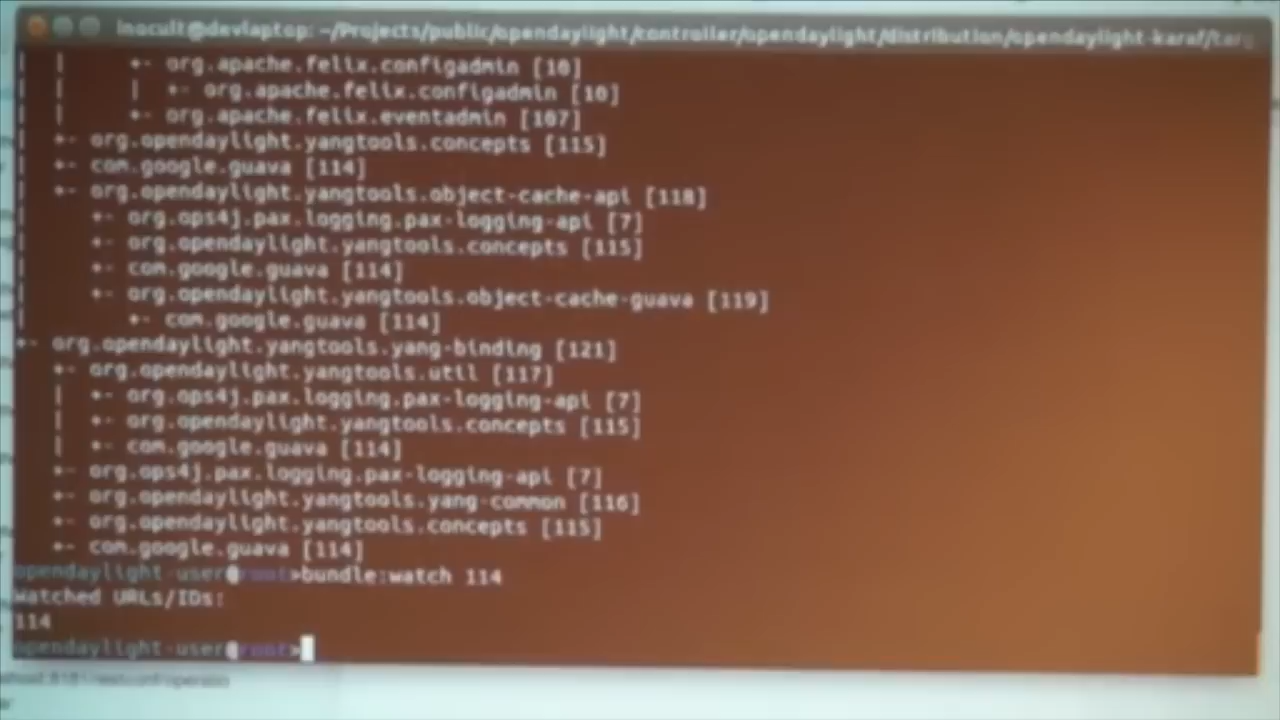 inocult@devlaptop: ~/Projects/public/opendaylight/controller/opendaylight/distribution/opendaylight-karaf/targ
| | +- org.apache.felix.configadmin [10]
| | | +- org.apache.felix.configadmin [10]
| | +- org.apache.felix.eventadmin [107]
| +- org.opendaylight.yangtools.concepts [115]
| +- com.google.guava [114]
| +- org.opendaylight.yangtools.object-cache-api [118]
| +- org.ops4j.pax.logging.pax-logging-api [7]
| +- org.opendaylight.yangtools.concepts [115]
| +- com.google.guava [114]
| +- org.opendaylight.yangtools.object-cache-guava [119]
| +- com.google.guava [114]
+- org.opendaylight.yangtools.yang-binding [121]
+- org.opendaylight.yangtools.util [117]
| +- org.ops4j.pax.logging.pax-logging-api [7]
| +- org.opendaylight.yangtools.concepts [115]
| +- com.google.guava [114]
+- org.ops4j.pax.logging.pax-logging-api [7]
+- org.opendaylight.yangtools.yang-common [116]
+- org.opendaylight.yangtools.concepts [115]
+- com.google.guava [114]
opendaylight-user@root>bundle:watch 114
Watched URLs/IDs:
114
opendaylight-user@root>